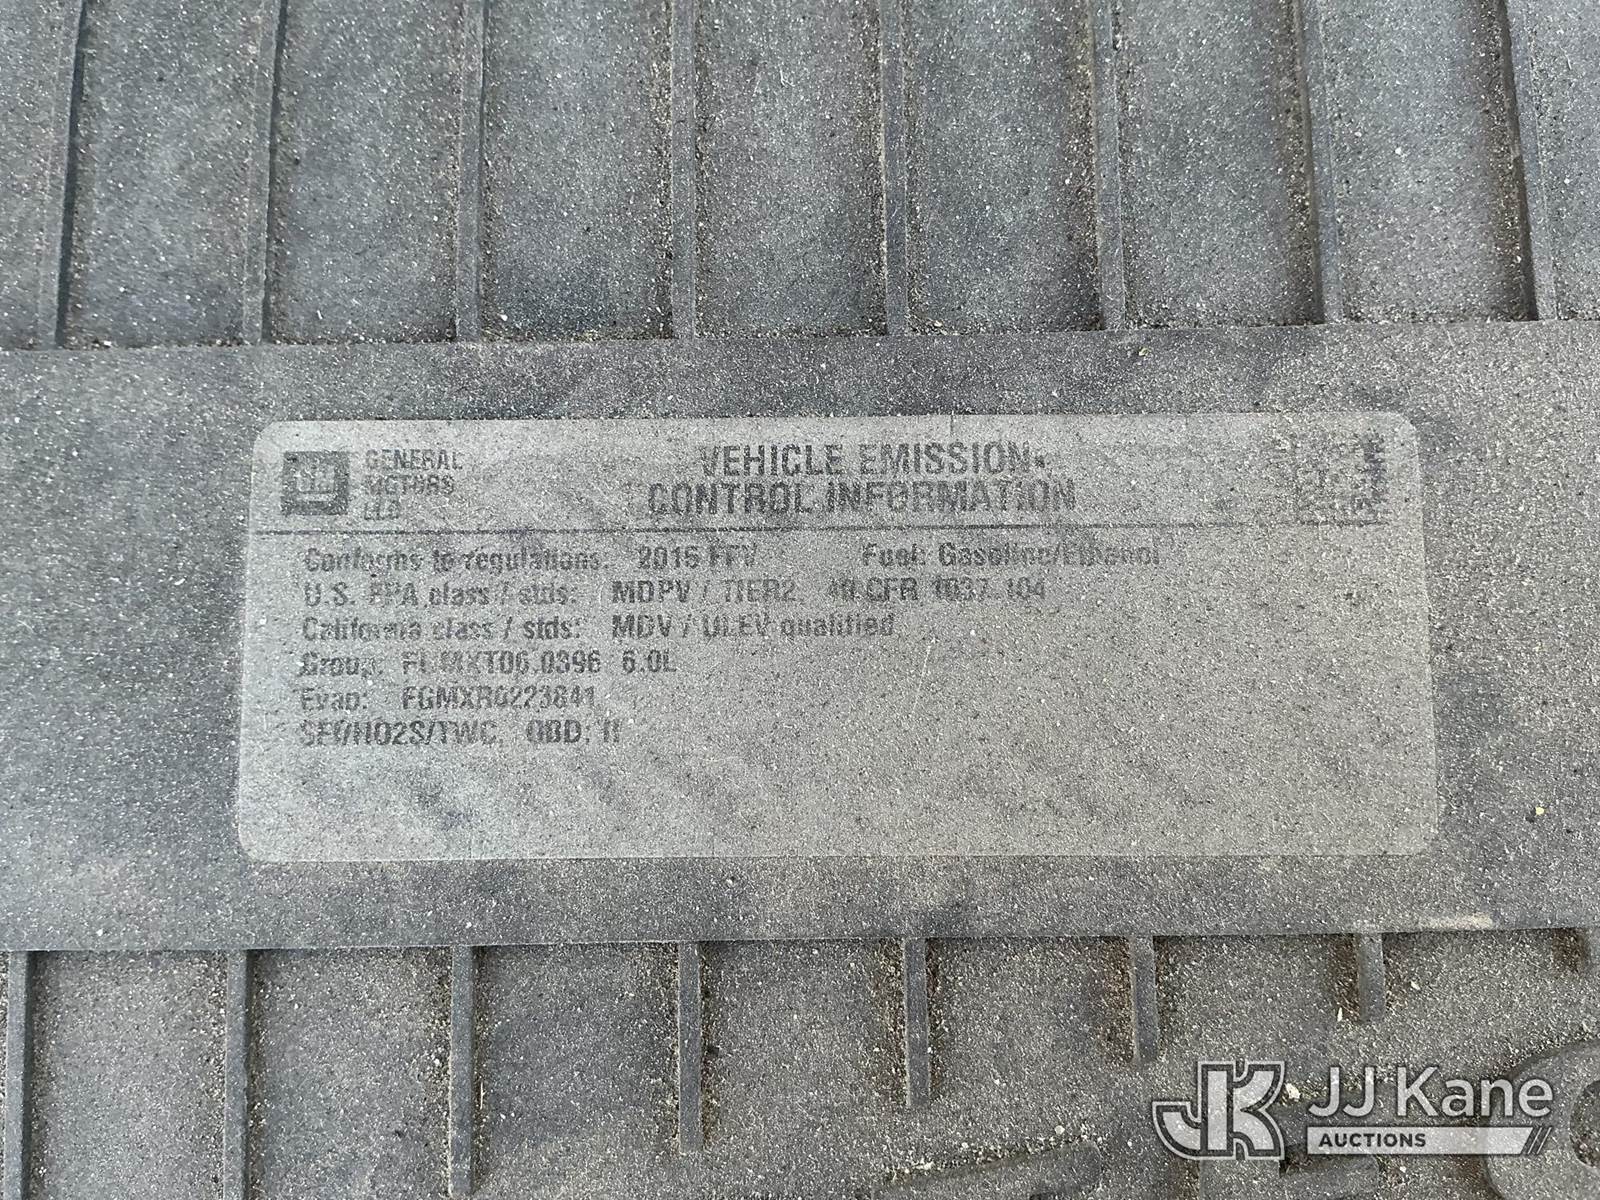 GM
GENERAL
MOTORS
LLC
VEHICLE EMISSION
CONTROL INFORMATION
Conforms to regulations: 2015 FFV Fuel: Gasoline/Ethanol
U.S. EPA class / stds: MDPV / TIER2, 40 CFR 1037.104
California class / stds: MDV / ULEV qualified
Group: FGMXT06.0396 6.0L
Evap: FGMXR0223841
SFI/HO2S/TWC, OBD: II
JK JJ Kane
AUCTIONS